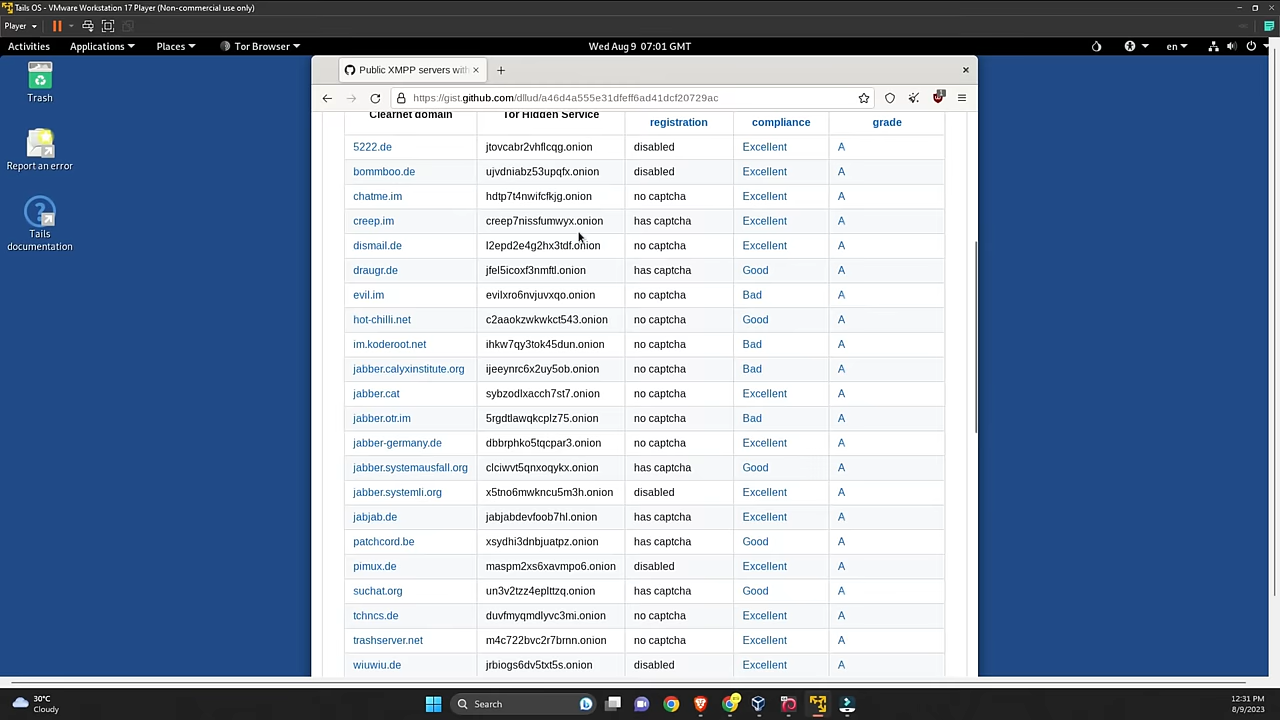 Tails OS - VMware Workstation 17 Player (Non-commercial use only)
Player
Activities Applications Places Tor Browser Wed Aug 9 07:01 GMT en
Trash
Report an error
Tails
documentation
Public XMPP servers with
https://gist.github.com/dllud/a46d4a555e31dfeff6ad41dcf20729ac
Clearnet domain Tor Hidden Service registration compliance grade
5222.de jtovcabr2vhflcqg.onion disabled Excellent A
bommboo.de ujvdniabz53upqfx.onion disabled Excellent A
chatme.im hdtp7t4nwifcfkjg.onion no captcha Excellent A
creep.im creep7nissfumwyx.onion has captcha Excellent A
dismail.de l2epd2e4g2hx3tdf.onion no captcha Excellent A
draugr.de jfel5icoxf3nmftl.onion has captcha Good A
evil.im evilxro6nvjuvxqo.onion no captcha Bad A
hot-chilli.net c2aaokzwkwkct543.onion no captcha Good A
im.koderoot.net ihkw7qy3tok45dun.onion no captcha Bad A
jabber.calyxinstitute.org ijeeynrc6x2uy5ob.onion no captcha Bad A
jabber.cat sybzodlxacch7st7.onion no captcha Excellent A
jabber.otr.im 5rgdtlawqkcplz75.onion no captcha Bad A
jabber-germany.de dbbrphko5tqcpar3.onion no captcha Excellent A
jabber.systemausfall.org clciwvt5qnxoqykx.onion has captcha Good A
jabber.systemli.org x5tno6mwkncu5m3h.onion disabled Excellent A
jabjab.de jabjabdevfoob7hl.onion has captcha Excellent A
patchcord.be xsydhi3dnbjuatpz.onion has captcha Good A
pimux.de maspm2xs6xavmpo6.onion disabled Excellent A
suchat.org un3v2tzz4eplttzq.onion has captcha Good A
tchncs.de duvfmyqmdlyvc3mi.onion no captcha Excellent A
trashserver.net m4c722bvc2r7brnn.onion no captcha Excellent A
wiuwiu.de jrbiogs6dv5txt5s.onion disabled Excellent A
30°C
Cloudy
Search
12:31 PM
8/9/2023